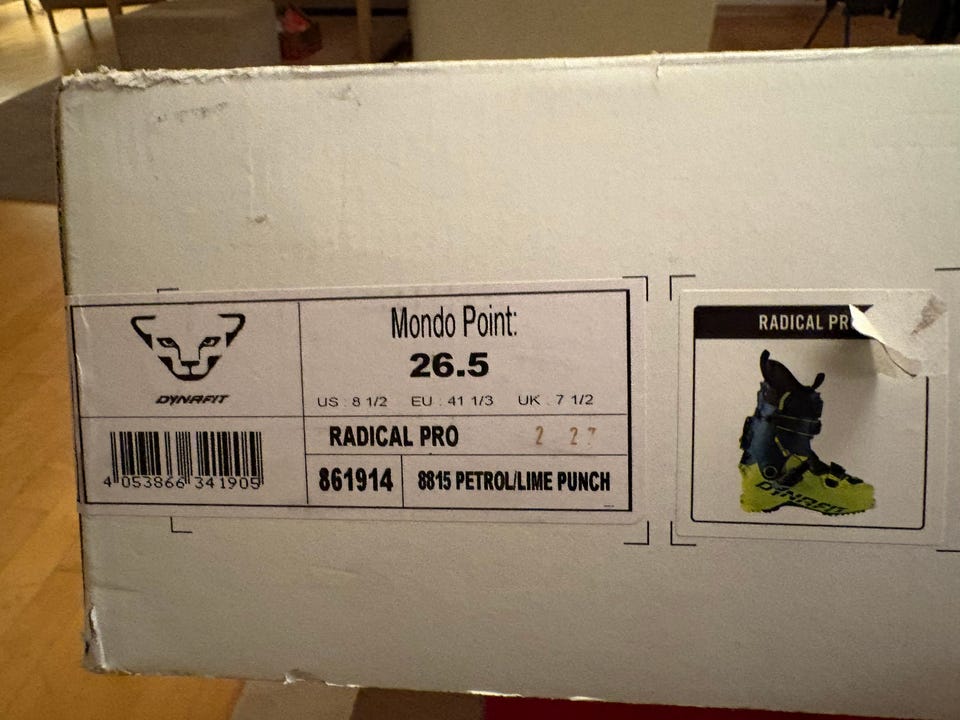 Mondo Point:
26.5
US : 8 1/2 EU : 41 1/3 UK : 7 1/2
DYNAFIT
RADICAL PRO
4 053866 341905
861914 8815 PETROL/LIME PUNCH
RADICAL PR
DYNAFIT